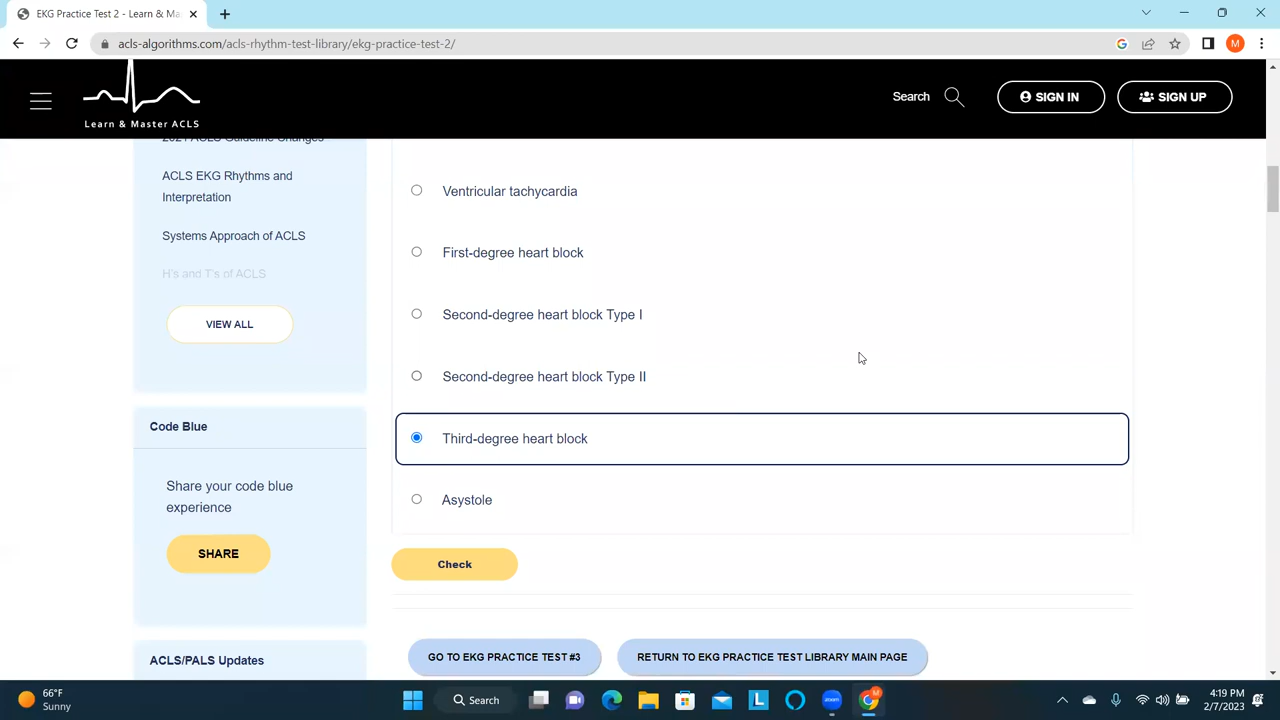 EKG Practice Test 2 - Learn & Ma
acls-algorithms.com/acls-rhythm-test-library/ekg-practice-test-2/
M
Learn & Master ACLS
Search
SIGN IN
SIGN UP
2021 ACLS Guideline Changes
ACLS EKG Rhythms and
Interpretation
Systems Approach of ACLS
H's and T's of ACLS
VIEW ALL
Code Blue
Share your code blue
experience
SHARE
ACLS/PALS Updates
Ventricular tachycardia
First-degree heart block
Second-degree heart block Type I
Second-degree heart block Type II
Third-degree heart block
Asystole
Check
GO TO EKG PRACTICE TEST #3
RETURN TO EKG PRACTICE TEST LIBRARY MAIN PAGE
66°F
Sunny
Search
L
zoom
M
4:19 PM
2/7/2023